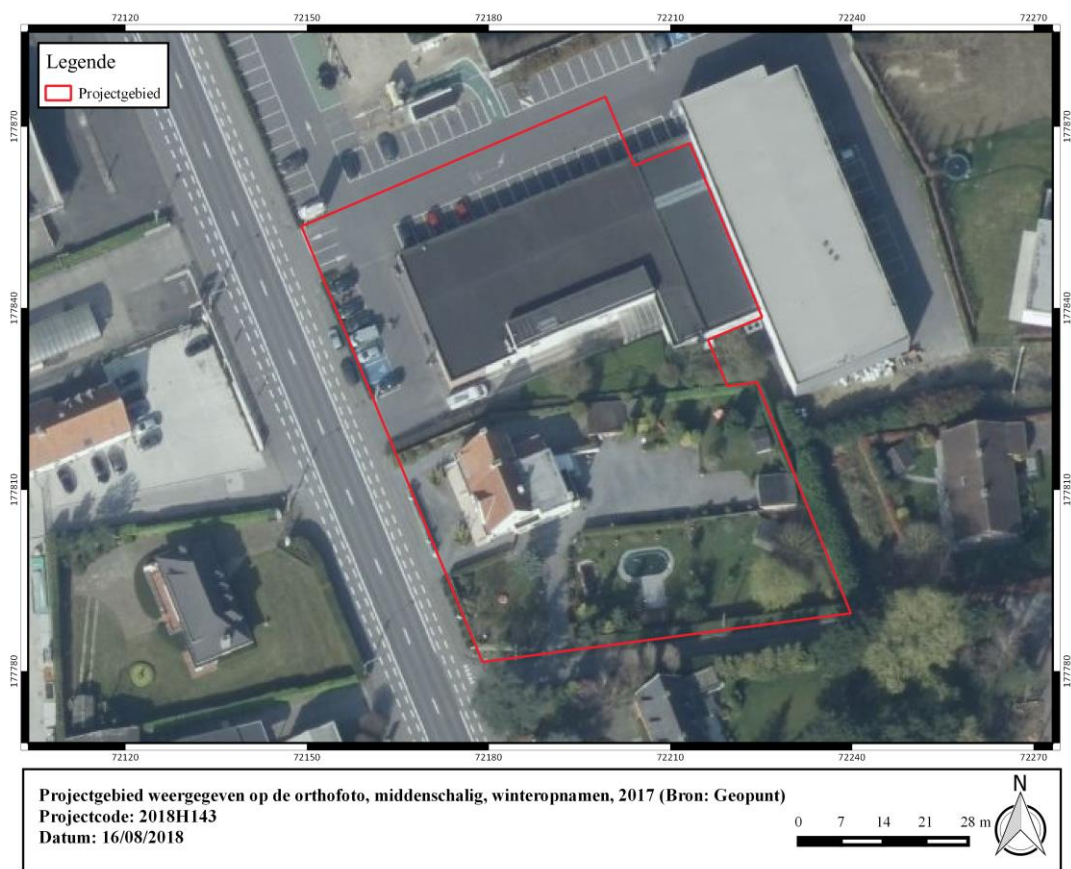 72120 72150 72180 72210 72240 72270
Legende
Projectgebied
177870 177870
177840 177840
177810 177810
177780 177780
72120 72150 72180 72210 72240 72270
Projectgebied weergegeven op de orthofoto, middenschalig, winteropnamen, 2017 (Bron: Geopunt)
Projectcode: 2018H143
Datum: 16/08/2018
N
0 7 14 21 28 m